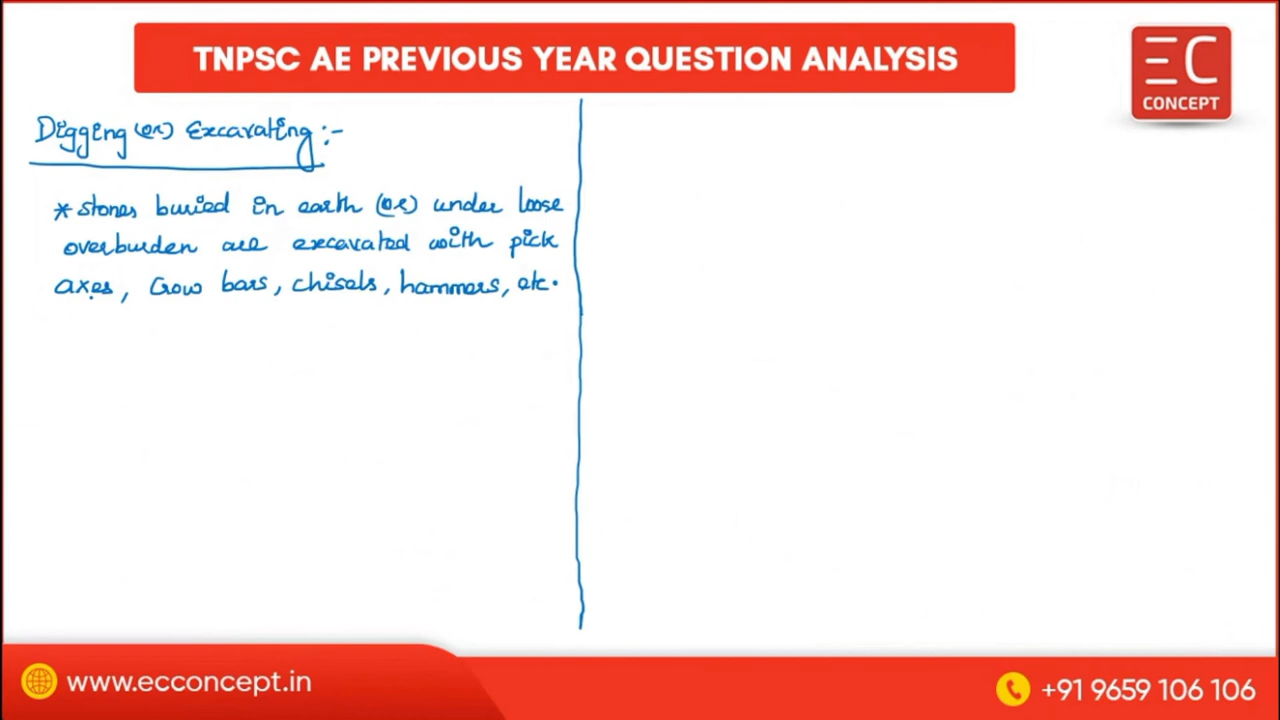 TNPSC AE PREVIOUS YEAR QUESTION ANALYSIS
EC
CONCEPT
Digging (or) Excavating :-
* Stones buried in earth (or) under loose
overburden are excavated with pick
axes, Crow bars, chisels, hammers, etc.
www.ecconcept.in
+91 9659 106 106